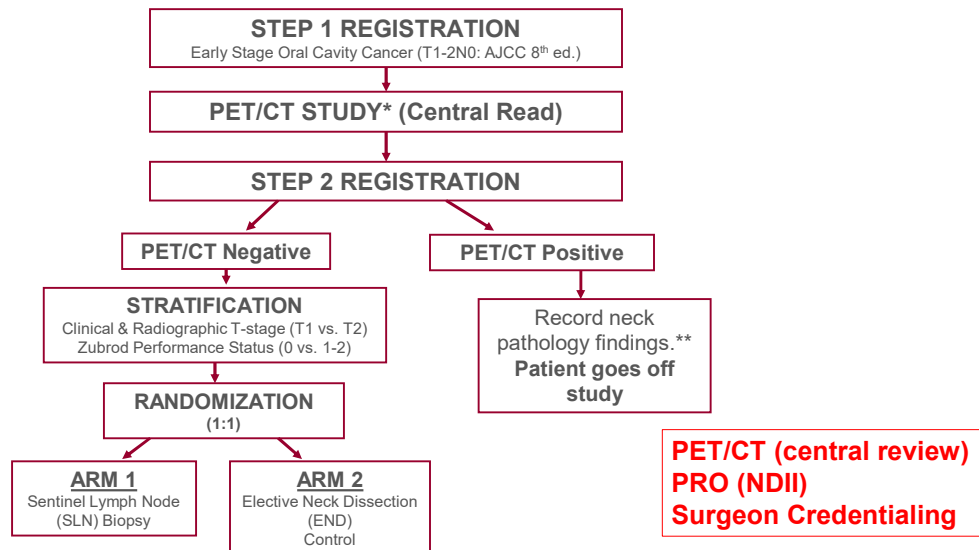 STEP 1 REGISTRATION
Early Stage Oral Cavity Cancer (T1-2N0: AJCC 8th ed.)
PET/CT STUDY* (Central Read)
STEP 2 REGISTRATION
PET/CT Negative
PET/CT Positive
STRATIFICATION
Clinical & Radiographic T-stage (T1 vs. T2)
Zubrod Performance Status (0 vs. 1-2)
Record neck
pathology findings.**
Patient goes off
study
RANDOMIZATION
(1:1)
ARM 1
Sentinel Lymph Node
(SLN) Biopsy
ARM 2
Elective Neck Dissection
(END)
Control
PET/CT (central review)
PRO (NDII)
Surgeon Credentialing